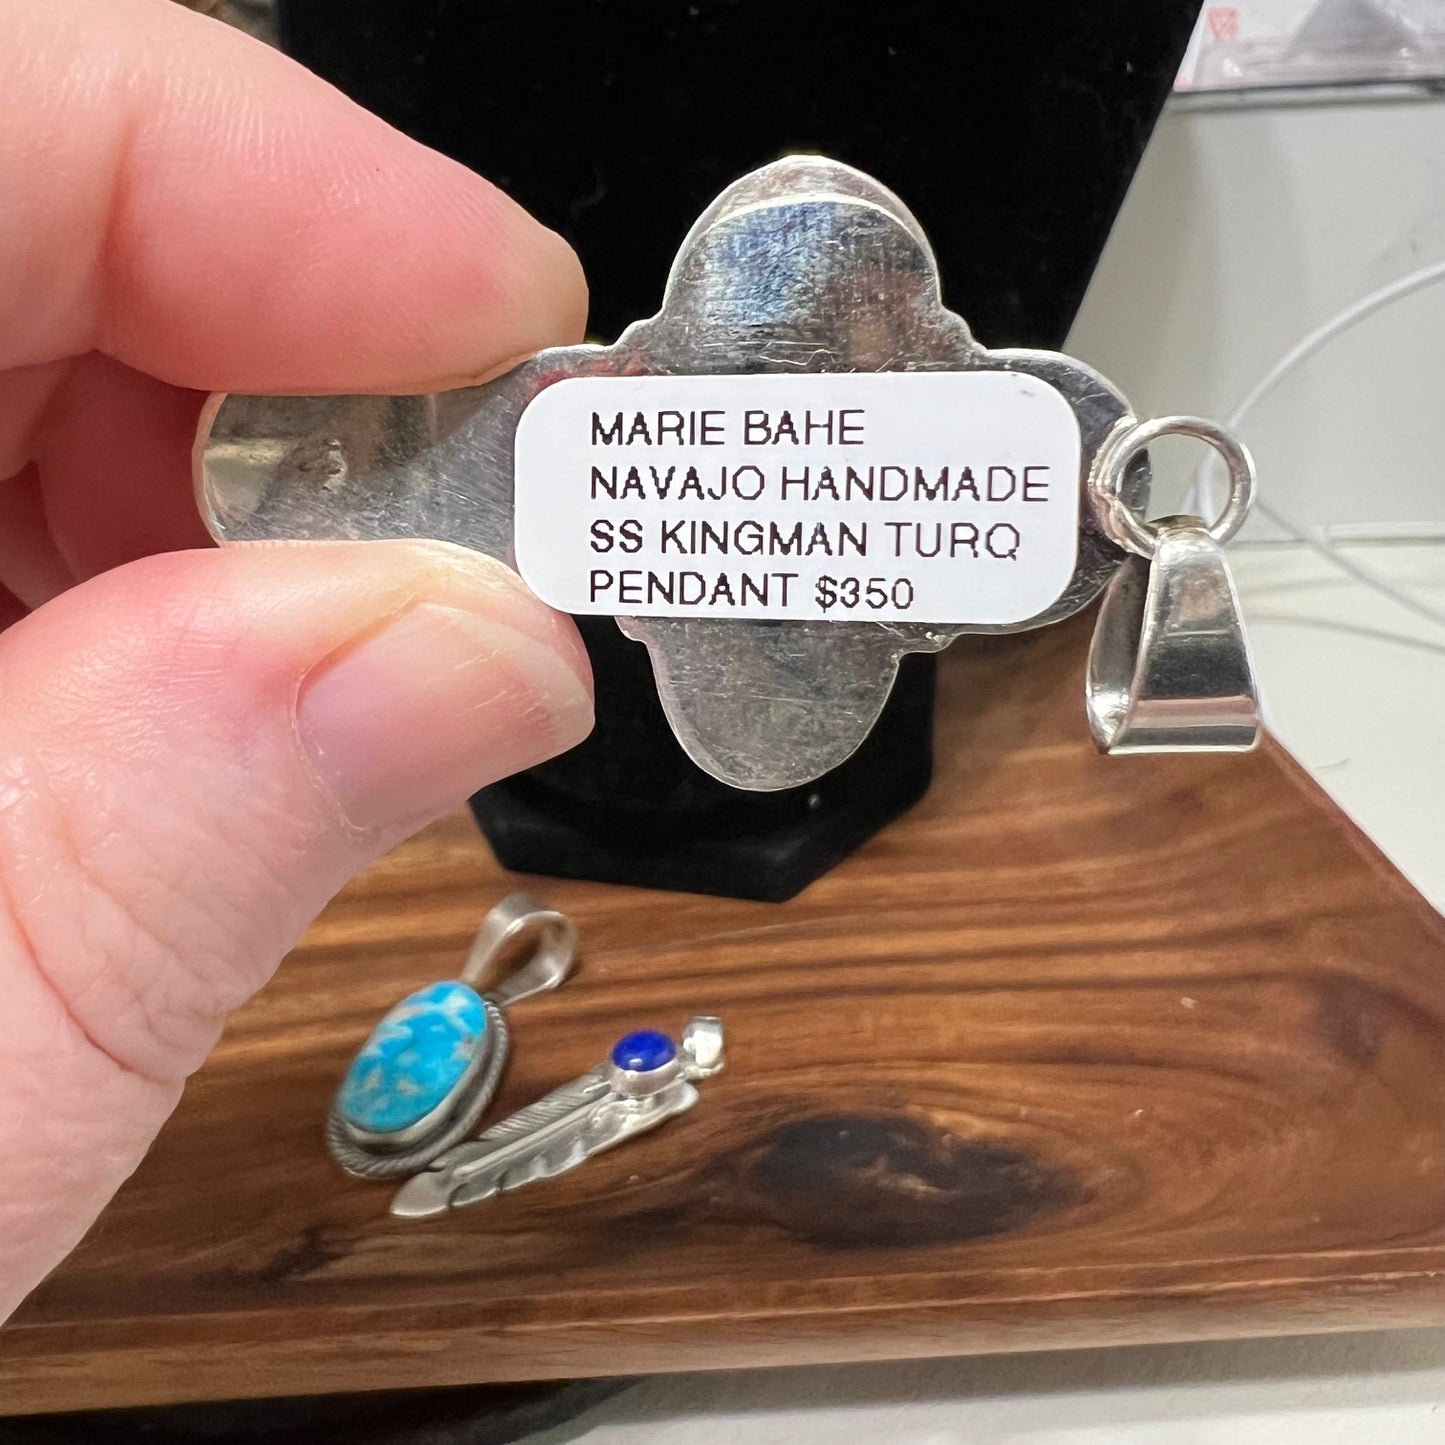 MARIE BAHE
NAVAJO HANDMADE
SS KINGMAN TURQ
PENDANT $350